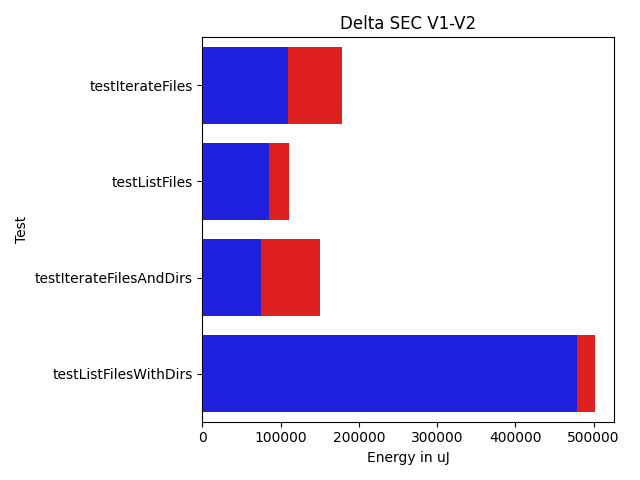 Delta SEC V1-V2
testIterateFiles
testListFiles
testIterateFilesAndDirs
testListFilesWithDirs
Test
0 100000 200000 300000 400000 500000
Energy in uJ